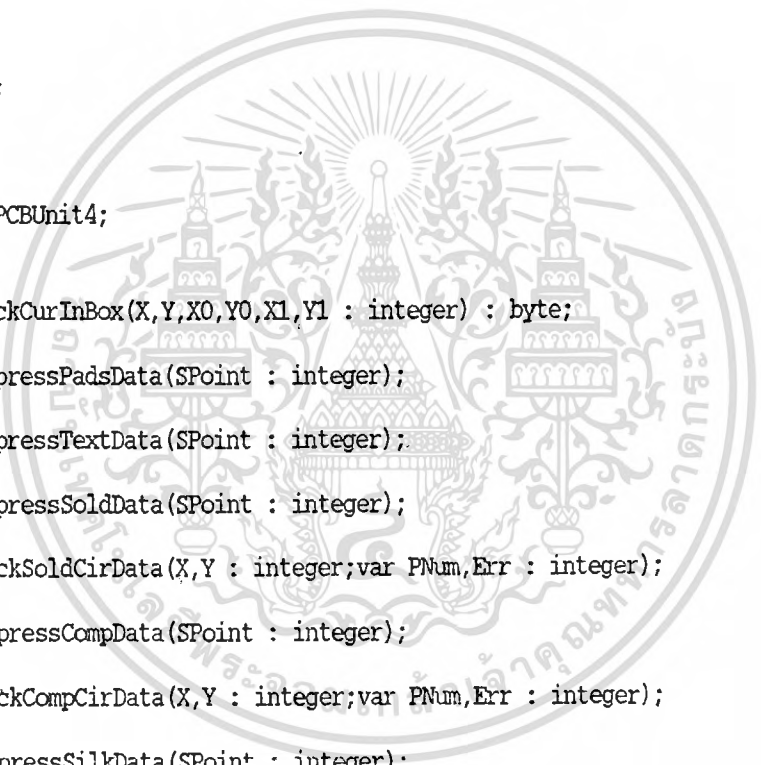 ;
PCBUnit4;
ckCurInBox(X,Y,X0,Y0,X1,Y1 : integer) : byte;
pressPadsData(SPoint : integer);
pressTextData(SPoint : integer);
pressSoldData(SPoint : integer);
ckSoldCirData(X,Y : integer;var PNum,Err : integer);
pressCompData(SPoint : integer);
ckCompCirData(X,Y : integer;var PNum,Err : integer);
pressSilkData(SPoint : integer);